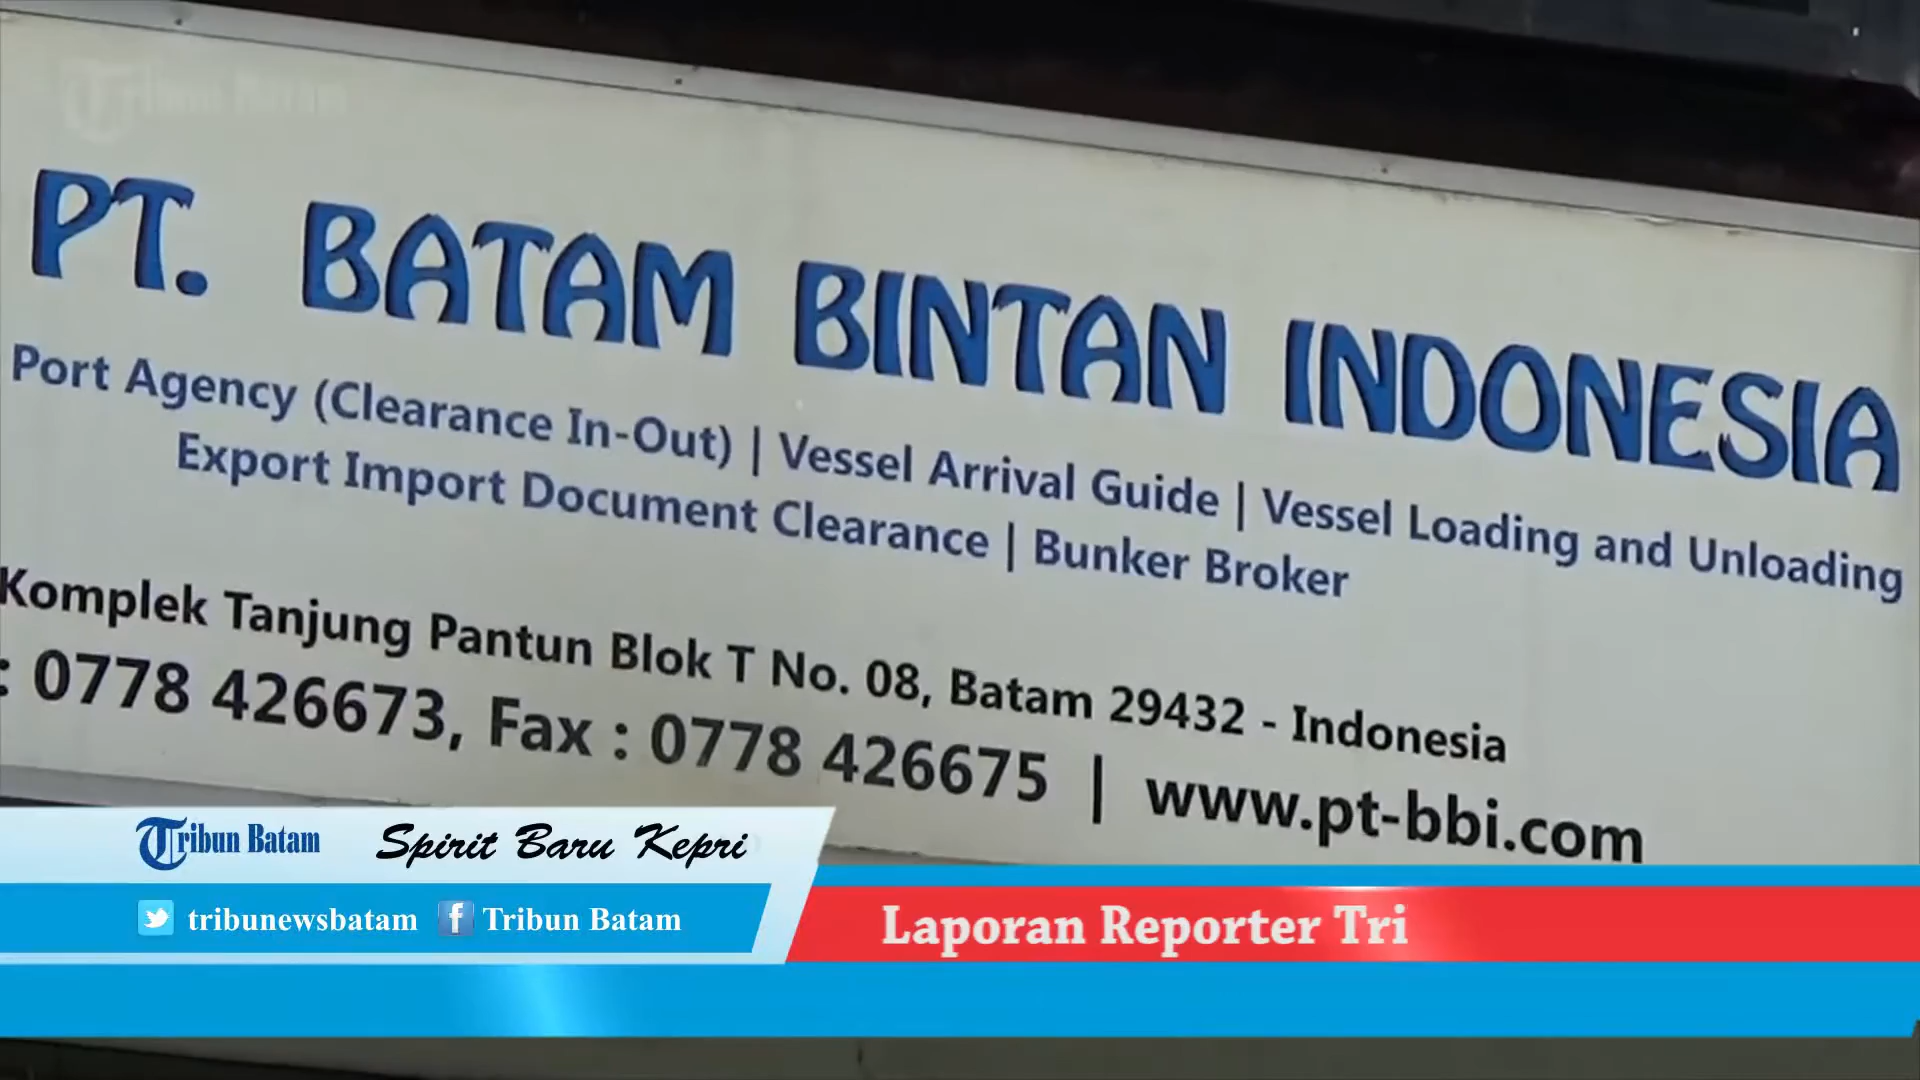 Tribun Batam
PT. BATAM BINTAN INDONESIA
Port Agency (Clearance In-Out) | Vessel Arrival Guide | Vessel Loading and Unloading
Export Import Document Clearance | Bunker Broker
Komplek Tanjung Pantun Blok T No. 08, Batam 29432 - Indonesia
: 0778 426673, Fax : 0778 426675 | www.pt-bbi.com
Tribun Batam Spirit Baru Kepri
tribunewsbatam Tribun Batam
Laporan Reporter Tri